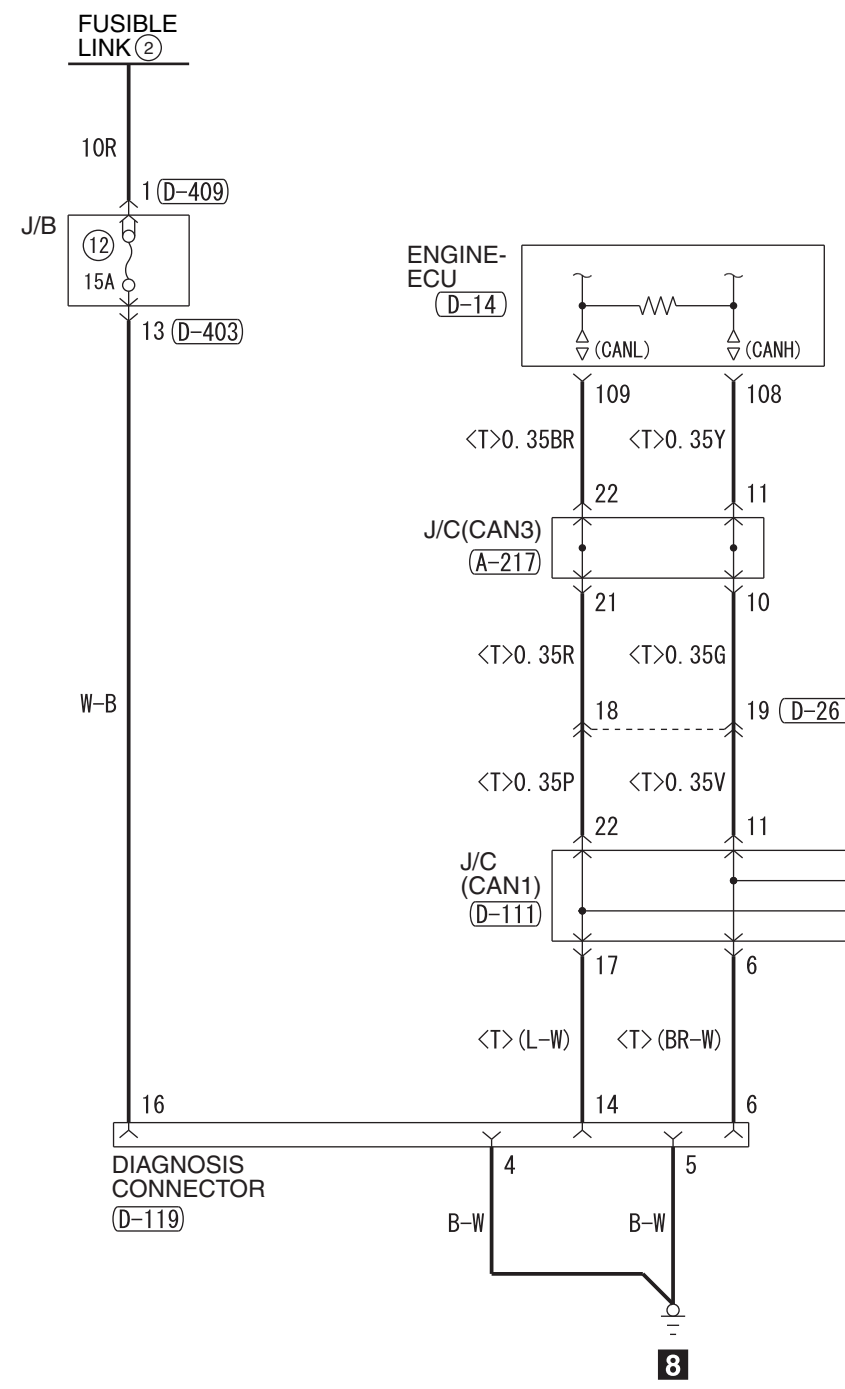 FUSIBLE
LINK ②
10R
1 (D-409)
J/B
⑫
15A
13 (D-403)
ENGINE-
ECU
(D-14)
(CANL) (CANH)
109 108
<T>0.35BR <T>0.35Y
22 11
J/C(CAN3)
(A-217)
21 10
<T>0.35R <T>0.35G
W-B
18 19 (D-26
<T>0.35P <T>0.35V
22 11
J/C
(CAN1)
(D-111)
17 6
<T>(L-W) <T>(BR-W)
16 14 6
DIAGNOSIS
CONNECTOR
(D-119)
4 5
B-W B-W
8